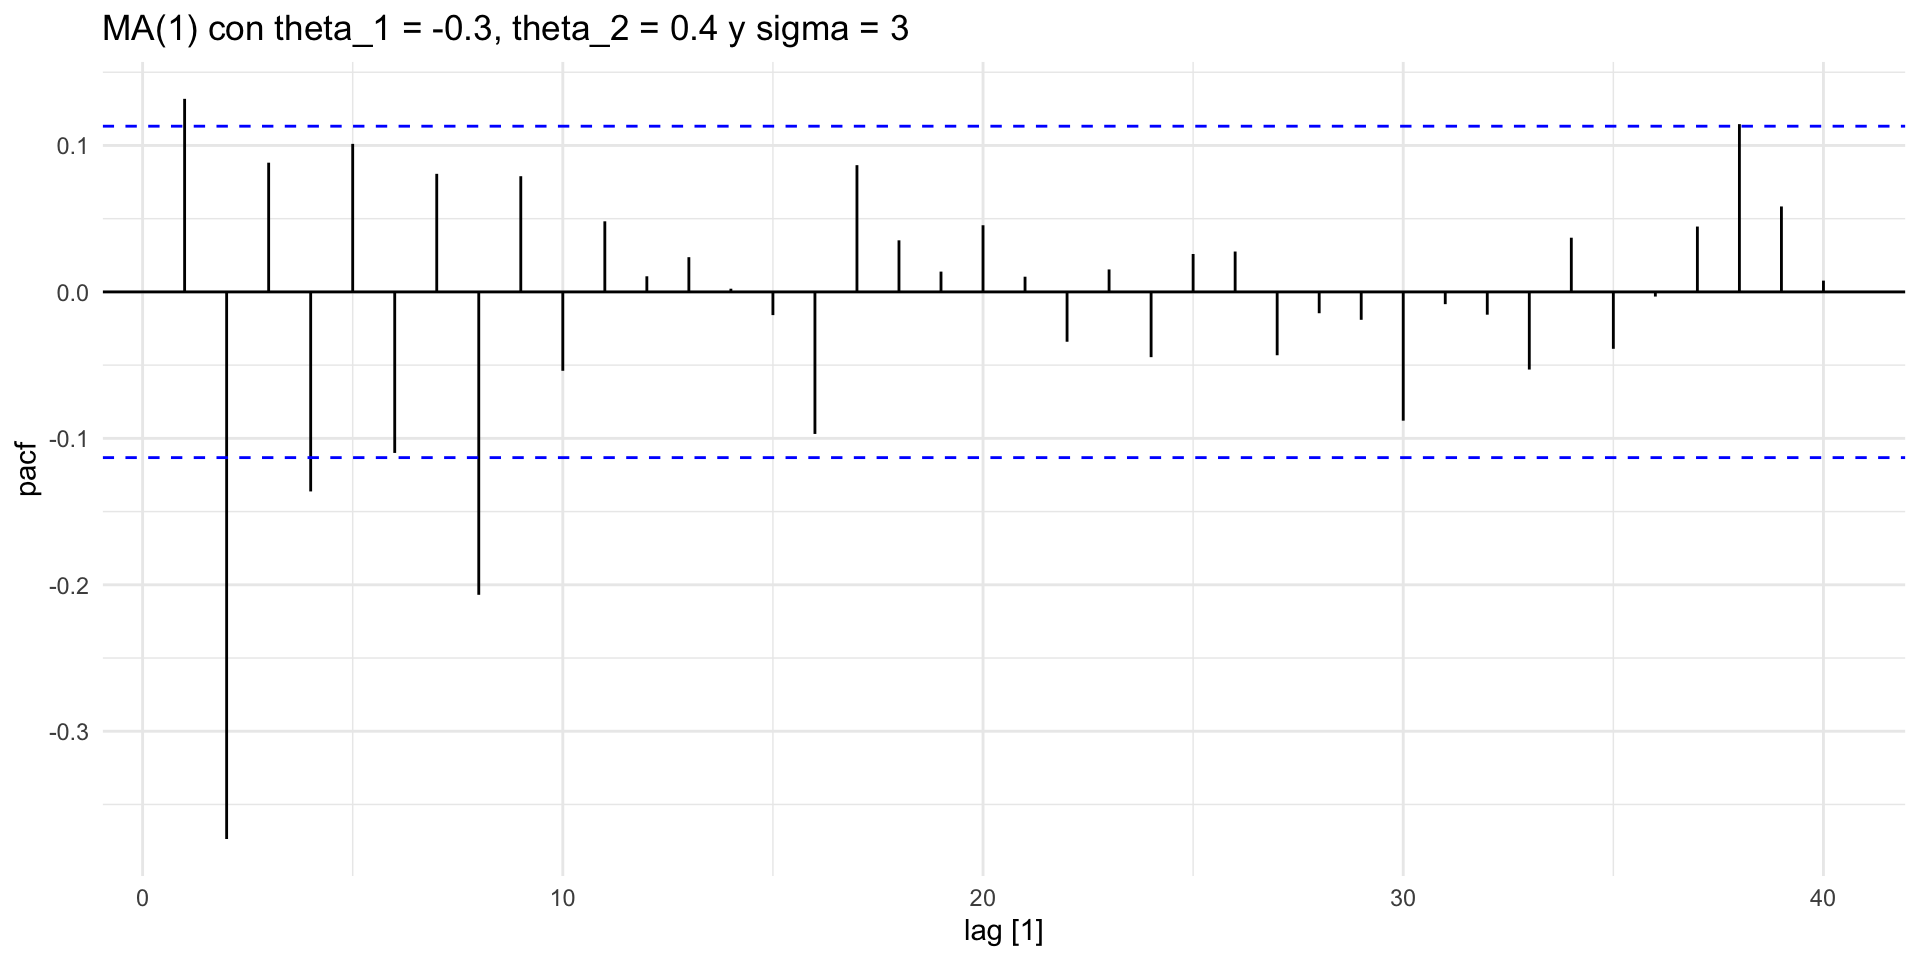 MA(1) con theta_1 = -0.3, theta_2 = 0.4 y sigma = 3
0.1
0.0
-0.1
-0.2
-0.3
pacf
0 10 20 30 40
lag [1]